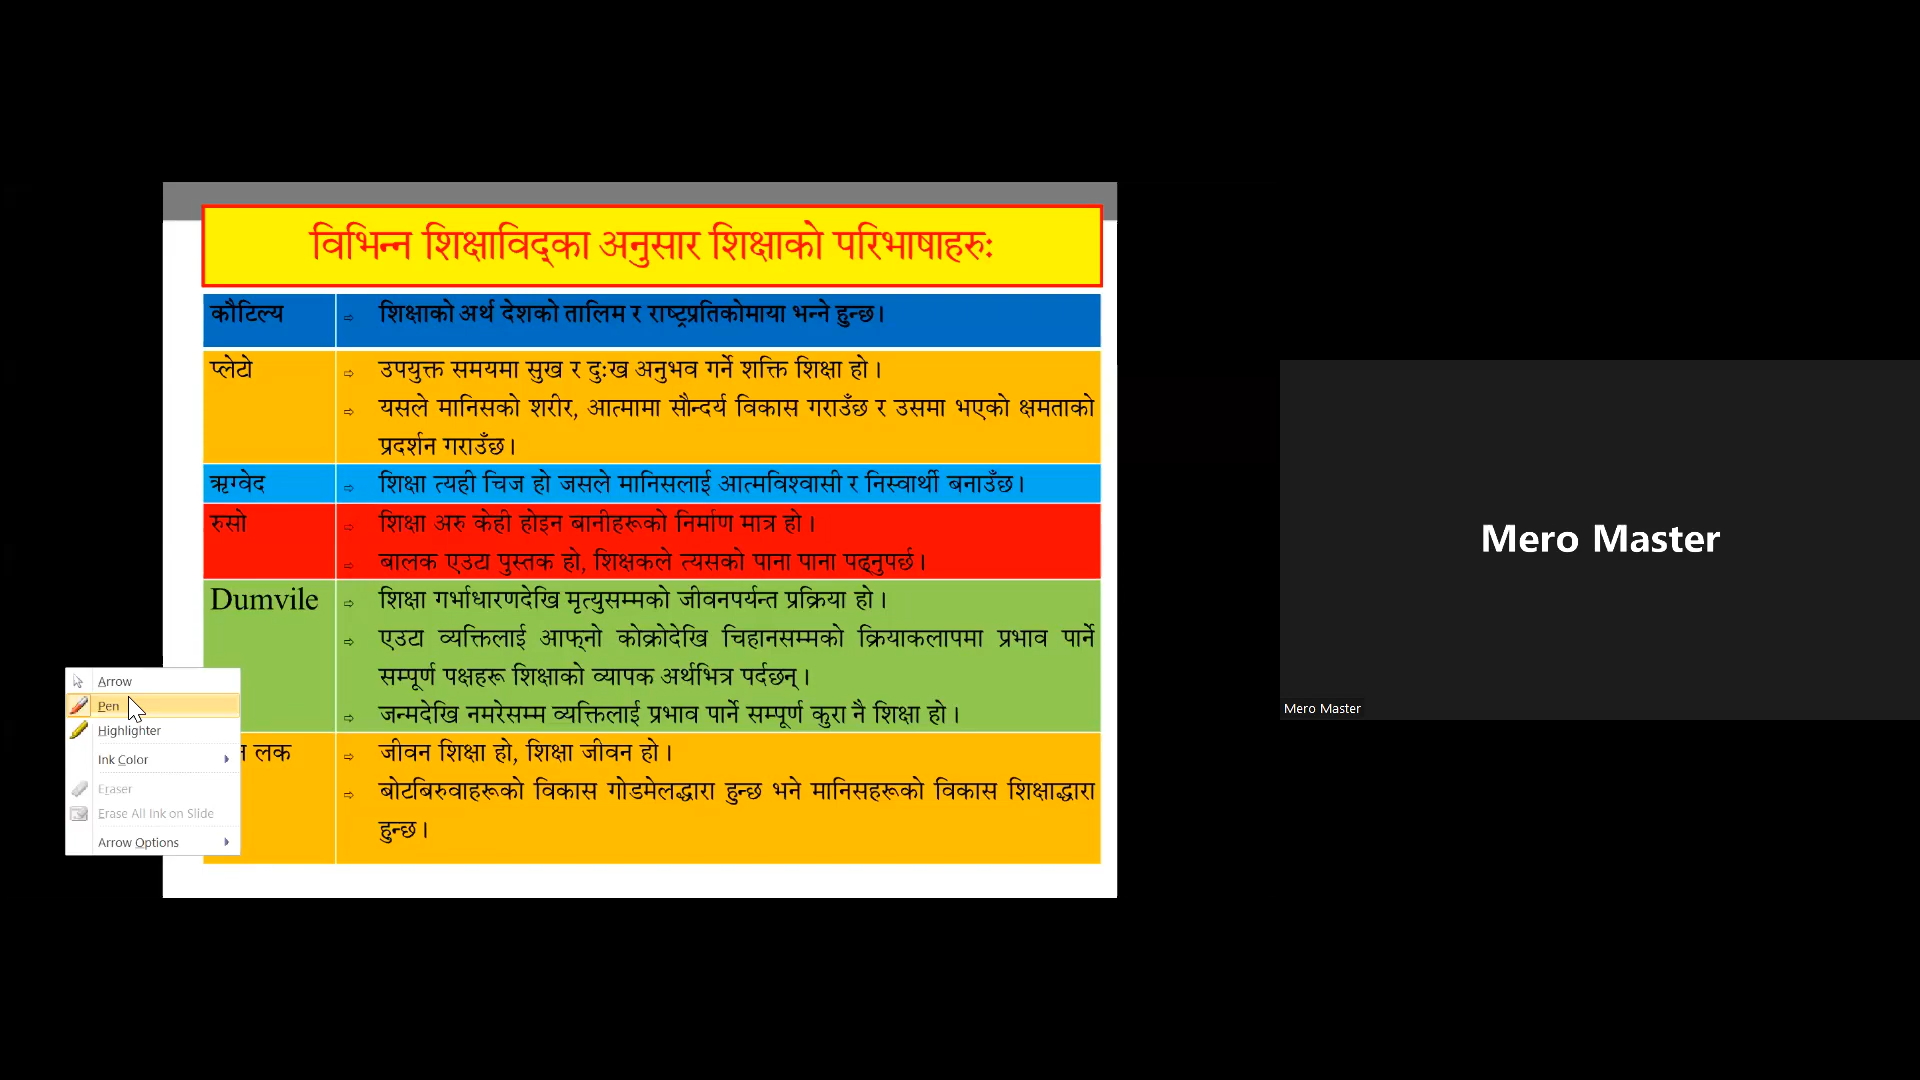 विभिन्न शिक्षाविद्का अनुसार शिक्षाको परिभाषाहरुः
कौटिल्य
⇨ शिक्षाको अर्थ देशको तालिम र राष्ट्रप्रतिकोमाया भन्ने हुन्छ।
प्लेटो
⇨ उपयुक्त समयमा सुख र दुःख अनुभव गर्ने शक्ति शिक्षा हो।
⇨ यसले मानिसको शरीर, आत्मामा सौन्दर्य विकास गराउँछ र उसमा भएको क्षमताको
प्रदर्शन गराउँछ।
ऋग्वेद
⇨ शिक्षा त्यही चिज हो जसले मानिसलाई आत्मविश्वासी र निस्वार्थी बनाउँछ।
रुसो
⇨ शिक्षा अरु केही होइन बानीहरूको निर्माण मात्र हो।
⇨ बालक एउटा पुस्तक हो, शिक्षकले त्यसको पाना पाना पढ्नुपर्छ।
Dumvile
⇨ शिक्षा गर्भाधारणदेखि मृत्युसम्मको जीवनपर्यन्त प्रक्रिया हो।
⇨ एउटा व्यक्तिलाई आफ्नो कोक्रोदेखि चिहानसम्मको क्रियाकलापमा प्रभाव पार्ने
सम्पूर्ण पक्षहरू शिक्षाको व्यापक अर्थभित्र पर्दछन्।
⇨ जन्मदेखि नमरेसम्म व्यक्तिलाई प्रभाव पार्ने सम्पूर्ण कुरा नै शिक्षा हो।
लक
⇨ जीवन शिक्षा हो, शिक्षा जीवन हो।
⇨ बोटबिरुवाहरूको विकास गोडमेलद्धारा हुन्छ भने मानिसहरूको विकास शिक्षाद्धारा
हुन्छ।
Arrow
Pen
Highlighter
Ink Color
Eraser
Erase All Ink on Slide
Arrow Options
Mero Master
Mero Master